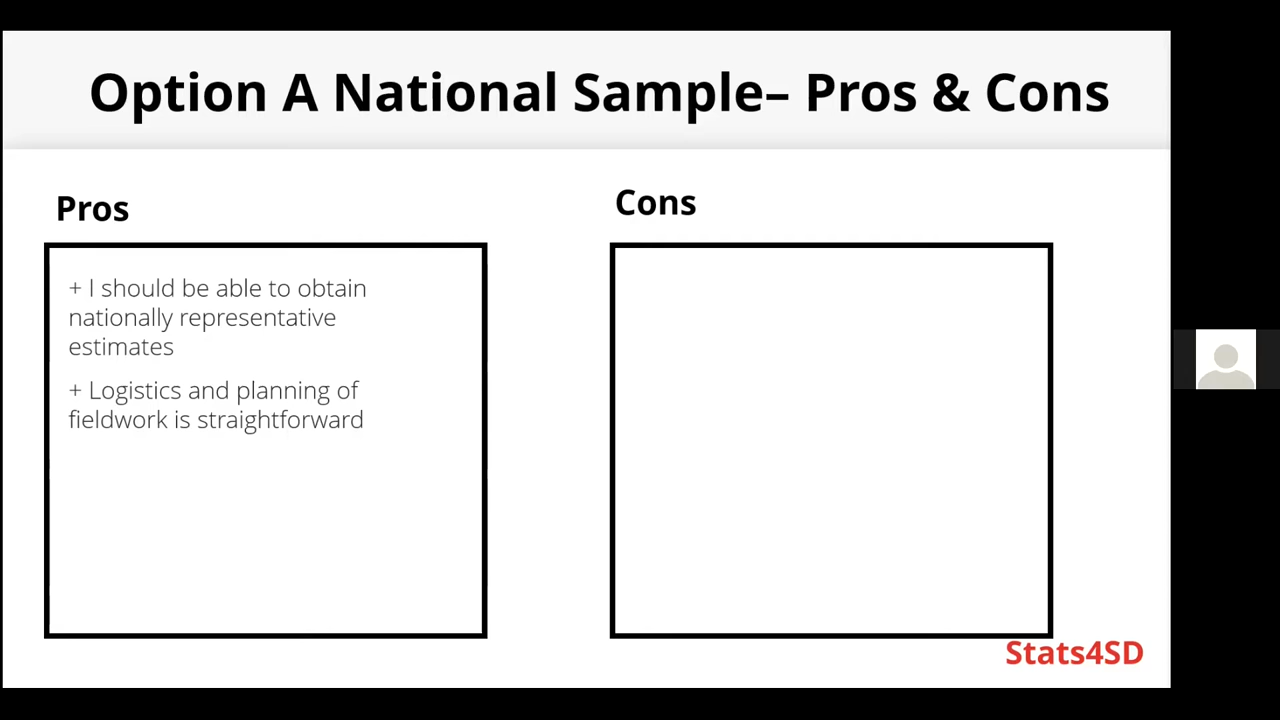 Option A National Sample– Pros & Cons
Pros
+ I should be able to obtain
nationally representative
estimates
+ Logistics and planning of
fieldwork is straightforward
Cons
Stats4SD